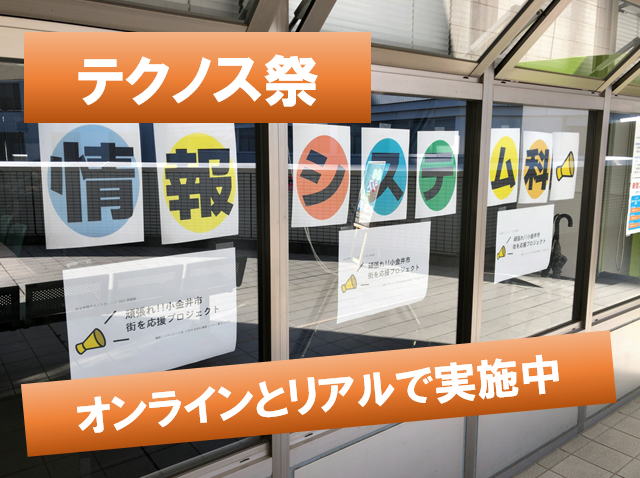 テクノス祭
情報システム科
頑張れ!!小金井市
街を応援プロジェクト
頑張れ!!小金井市
街を応援プロジェクト
頑張れ!!小金井市
街を応援プロジェクト
オンラインとリアルで実施中